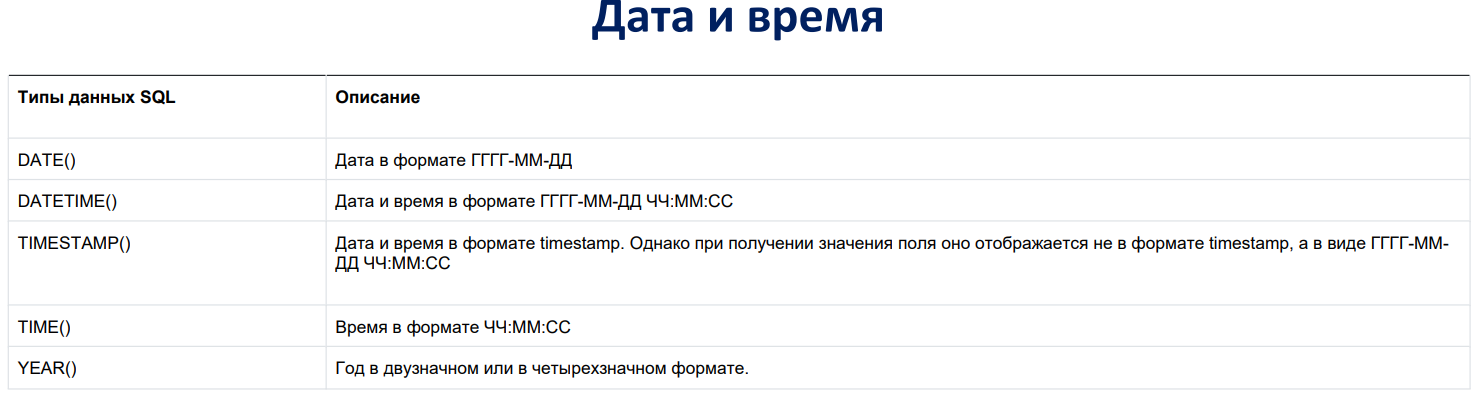 Дата и время
Типы данных SQL
Описание
DATE()
Дата в формате ГГГГ-ММ-ДД
DATETIME()
Дата и время в формате ГГГГ-ММ-ДД ЧЧ:ММ:СС
TIMESTAMP()
Дата и время в формате timestamp. Однако при получении значения поля оно отображается не в формате timestamp, а в виде ГГГГ-ММ-
ДД ЧЧ:ММ:СС
TIME()
Время в формате ЧЧ:ММ:СС
YEAR()
Год в двузначном или в четырехзначном формате.